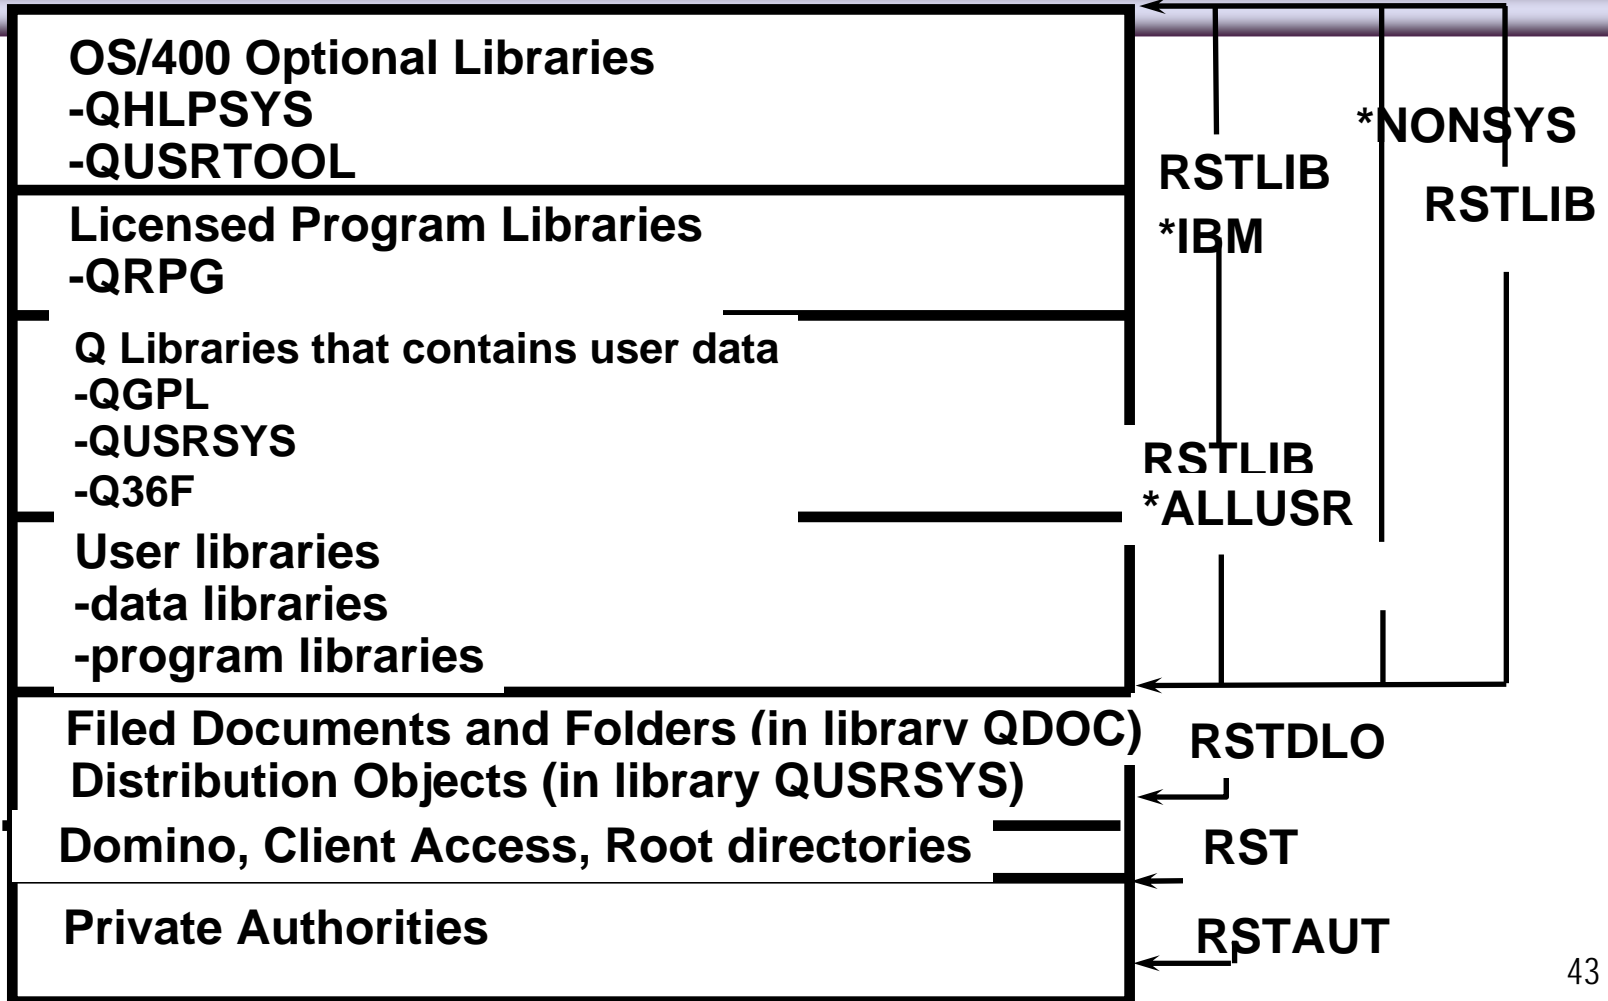 OS/400 Optional Libraries
-QHLPSYS
-QUSRTOOL
Licensed Program Libraries
-QRPG
Q Libraries that contains user data
-QGPL
-QUSRSYS
-Q36F
User libraries
-data libraries
-program libraries
Filed Documents and Folders (in library QDOC)
Distribution Objects (in library QUSRSYS)
Domino, Client Access, Root directories
Private Authorities
RSTLIB
*IBM
*NONSYS
RSTLIB
RSTLIB
*ALLUSR
RSTDLO
RST
RSTAUT
43